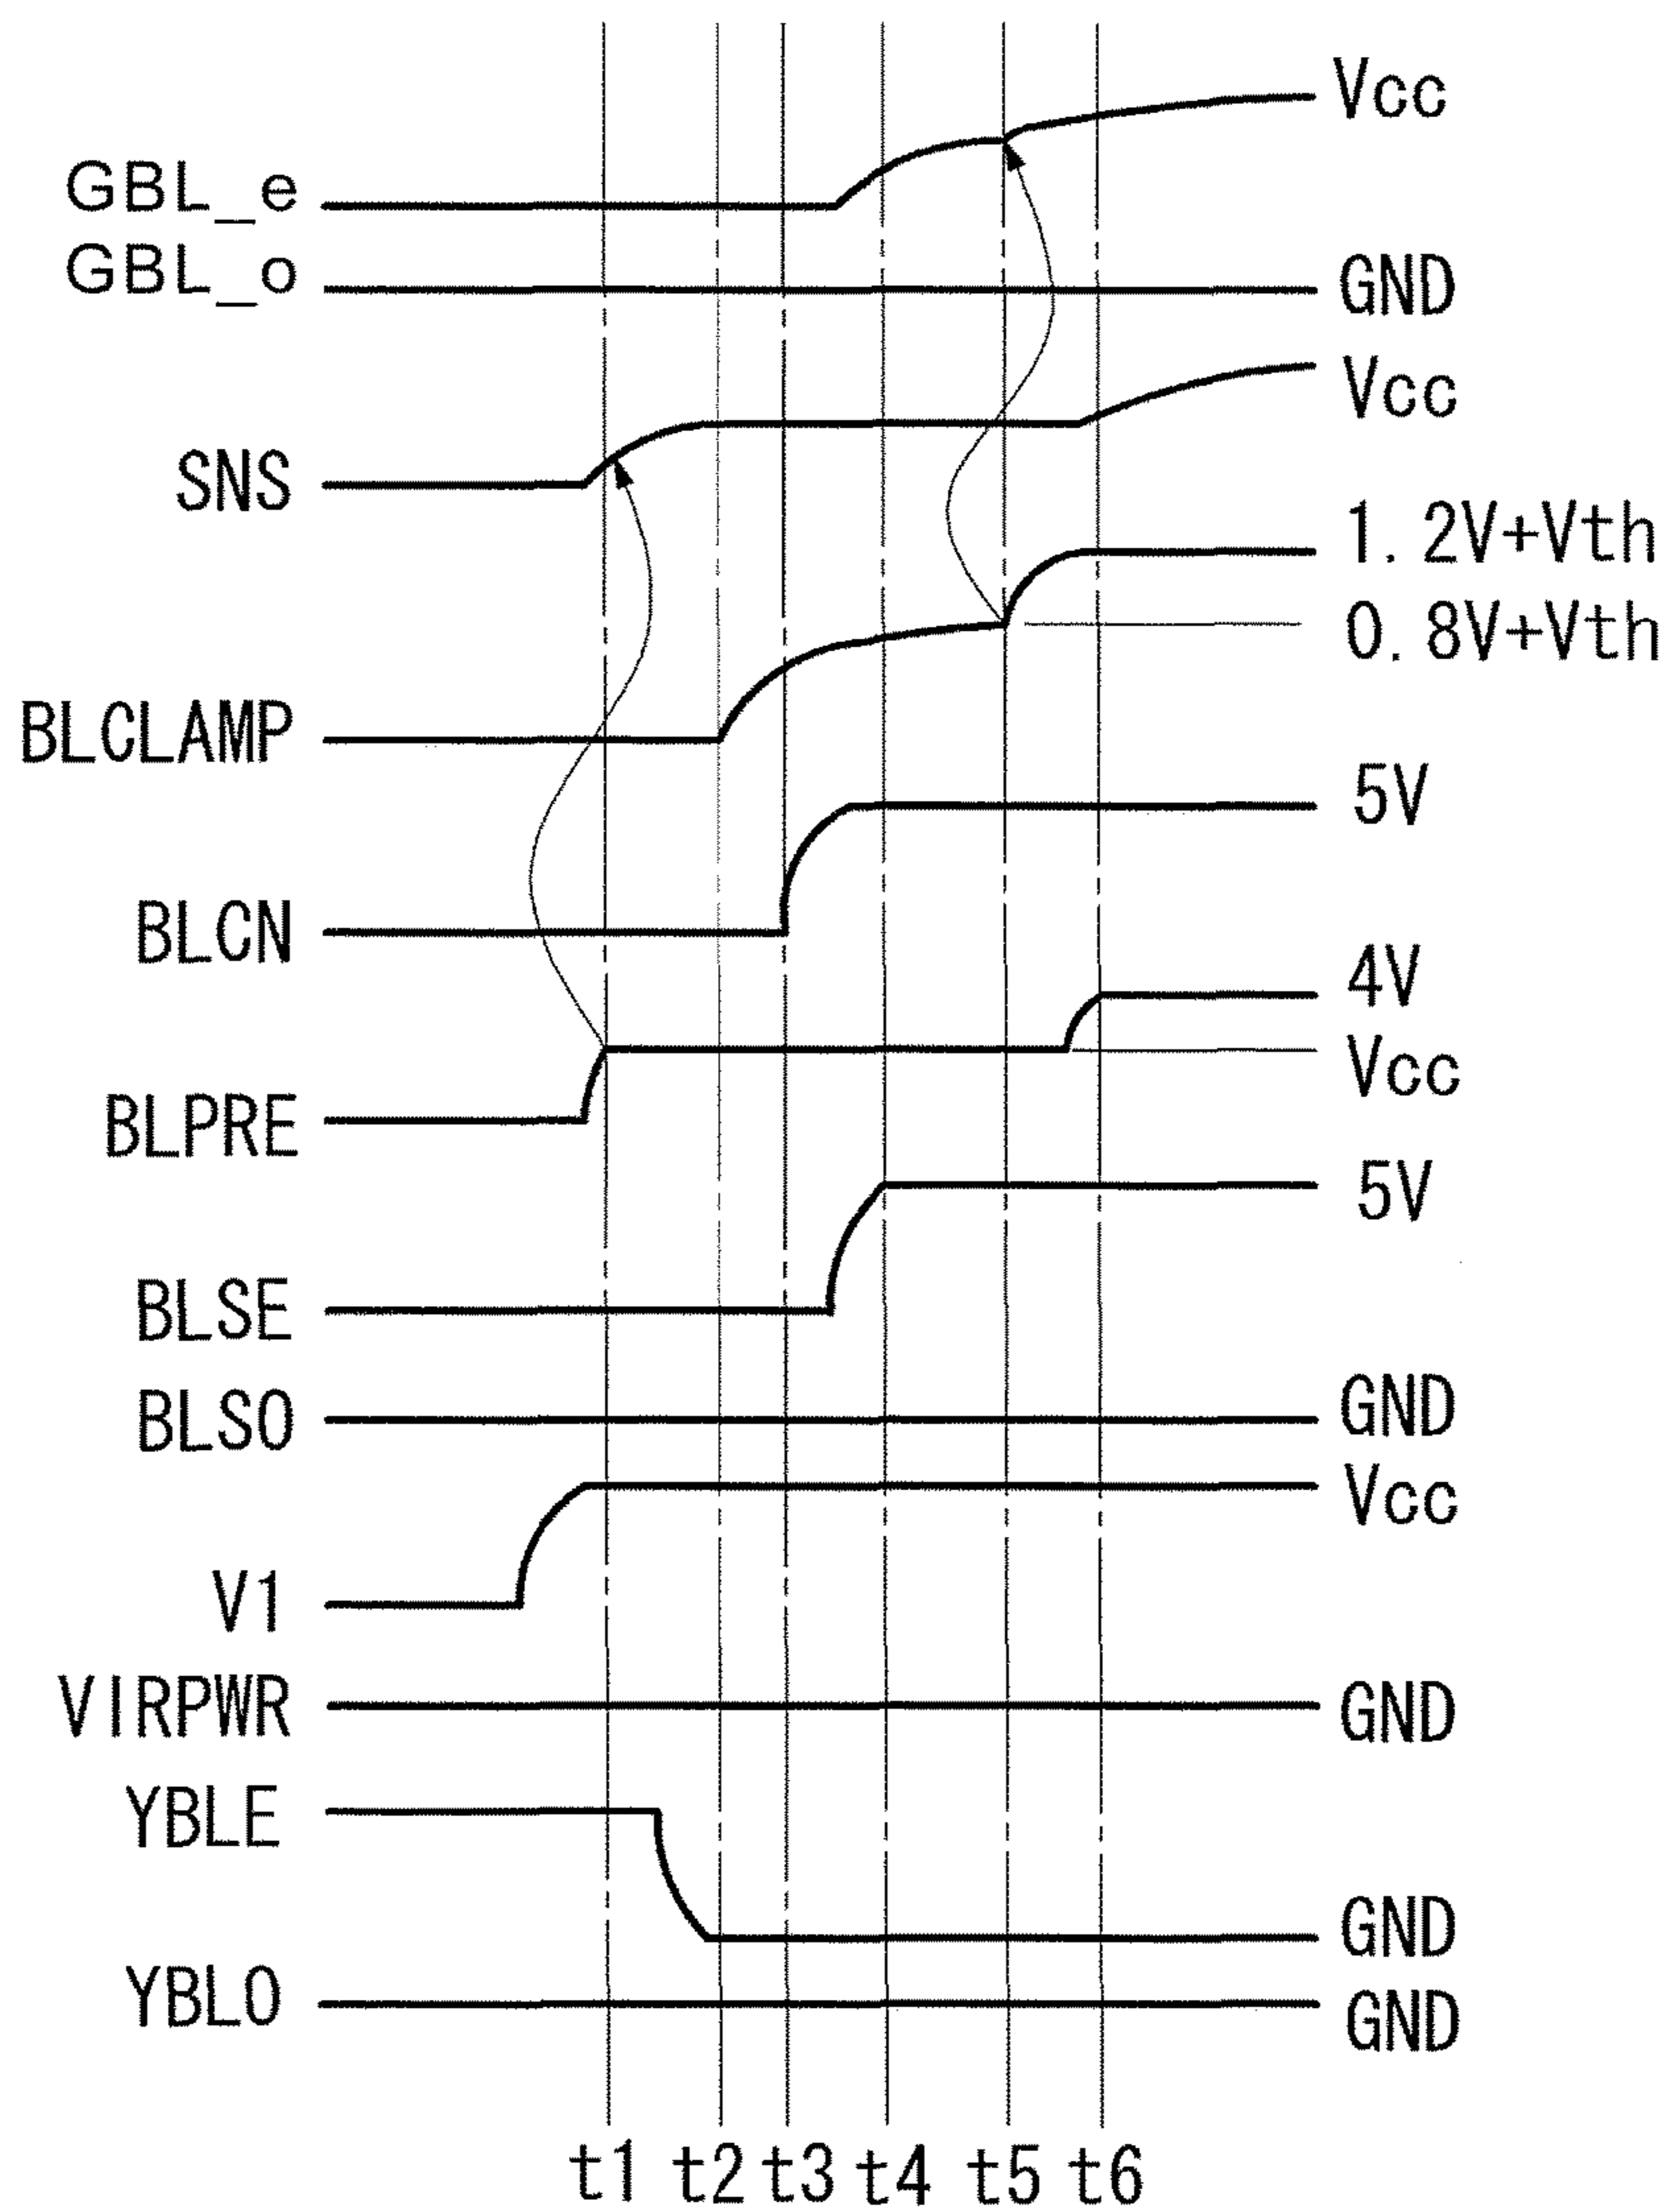 Vcc
GBL_e
GBL_o GND
Vcc
SNS
1.2V+Vth
0.8V+Vth
BLCLAMP
5V
BLCN
4V
Vcc
BLPRE
5V
BLSE
BLSO GND
Vcc
V1
VIRPWR GND
YBLE
GND
YBLO GND
t1 t2 t3 t4 t5 t6